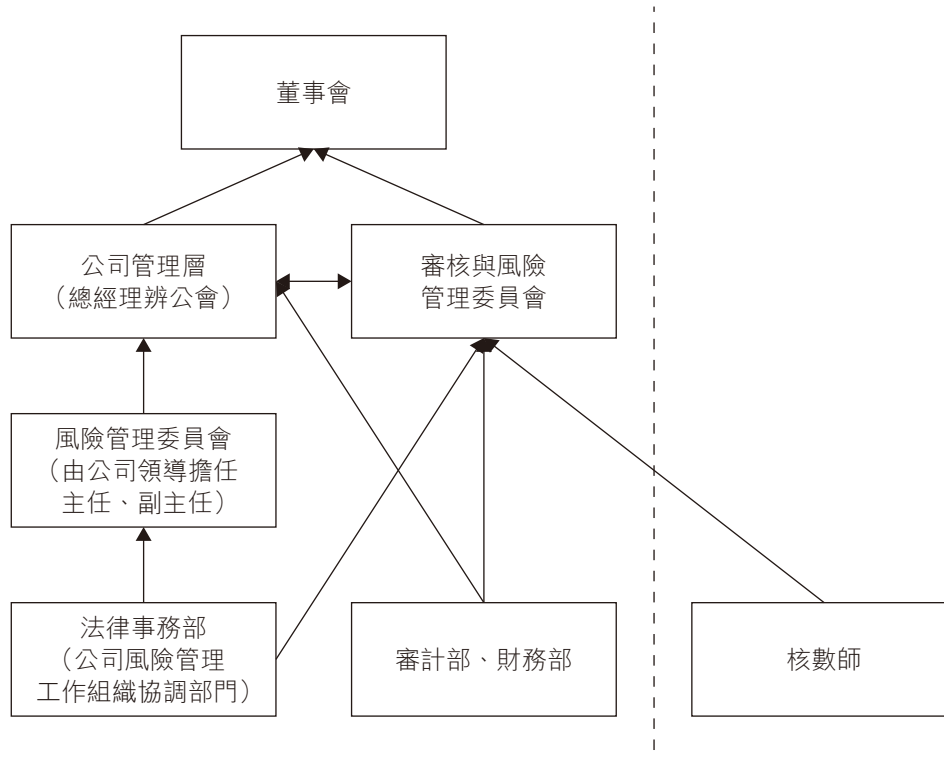 董事會
公司管理層
（總經理辦公會）
審核與風險
管理委員會
風險管理委員會
（由公司領導擔任
主任、副主任）
法律事務部
（公司風險管理
工作組織協調部門）
審計部、財務部
核數師